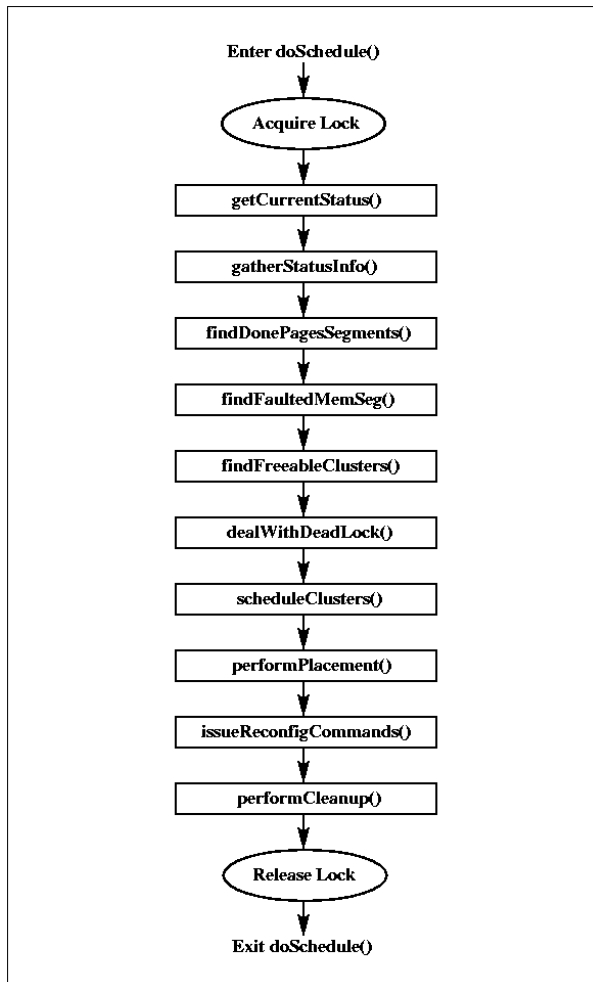 Enter doSchedule()
Acquire Lock
getCurrentStatus()
gatherStatusInfo()
findDonePagesSegments()
findFaultedMemSeg()
findFreeableClusters()
dealWithDeadLock()
scheduleClusters()
performPlacement()
issueReconfigCommands()
performCleanup()
Release Lock
Exit doSchedule()